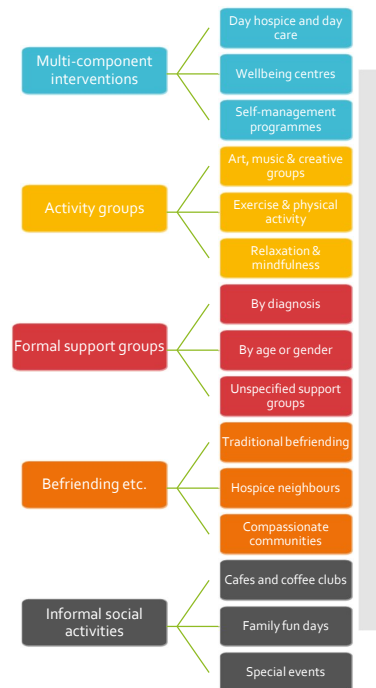 Multi-component
interventions
Day hospice and day
care
Wellbeing centres
Self-management
programmes
Activity groups
Art, music & creative
groups
Exercise & physical
activity
Relaxation &
mindfulness
Formal support groups
By diagnosis
By age or gender
Unspecified support
groups
Befriending etc.
Traditional befriending
Hospice neighbours
Compassionate
communities
Informal social
activities
Cafes and coffee clubs
Family fun days
Special events